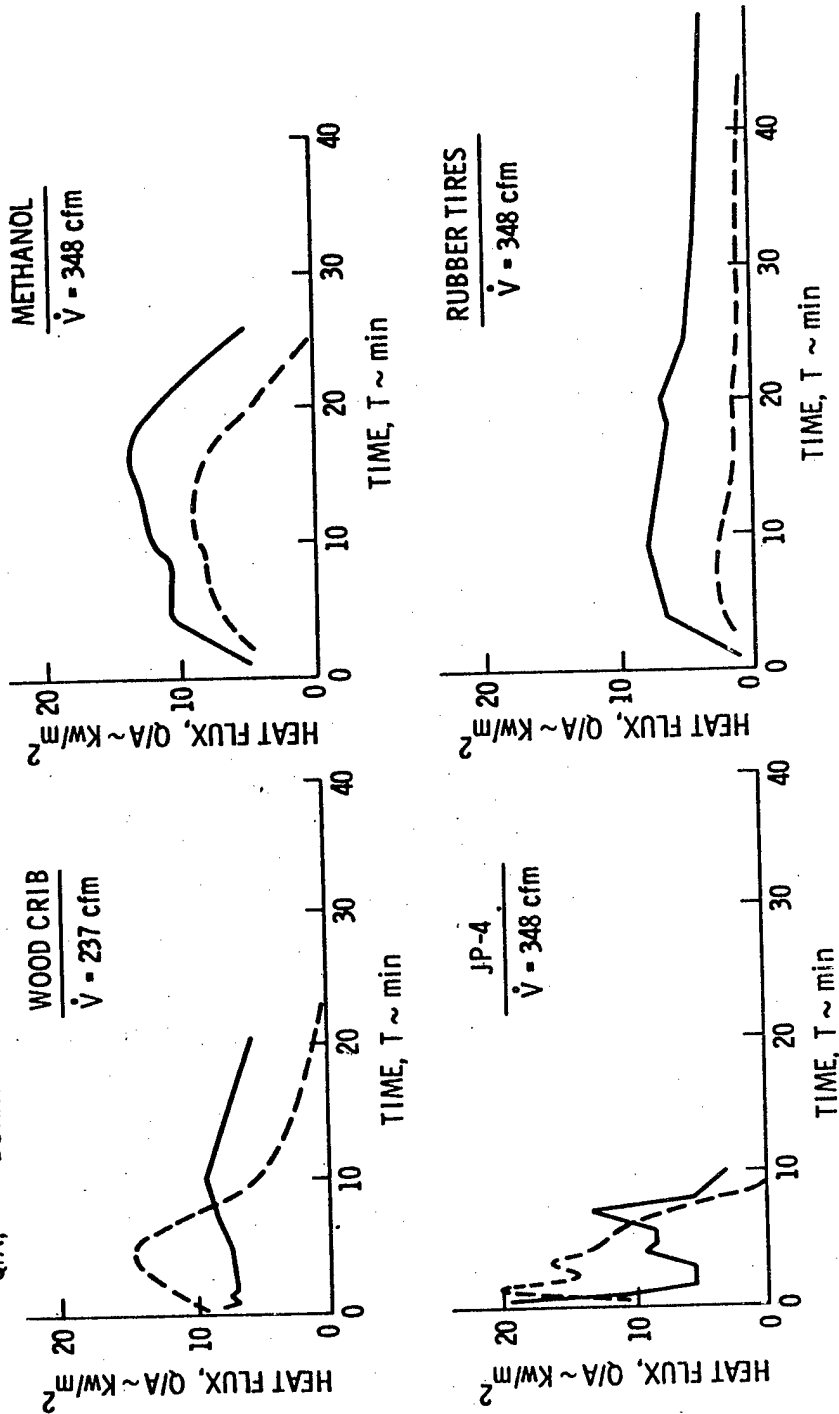 WOOD CRIB
V̇ = 237 cfm
HEAT FLUX, Q/A ~ Kw/m²
20
10
0
0
10
20
30
40
TIME, T ~ min
METHANOL
V̇ = 348 cfm
HEAT FLUX, Q/A ~ Kw/m²
20
10
0
0
10
20
30
40
TIME, T ~ min
JP-4
V̇ = 348 cfm
HEAT FLUX, Q/A ~ Kw/m²
20
10
0
0
10
20
30
40
TIME, T ~ min
RUBBER TIRES
V̇ = 348 cfm
HEAT FLUX, Q/A ~ Kw/m²
20
10
0
0
10
20
30
40
TIME, T ~ min